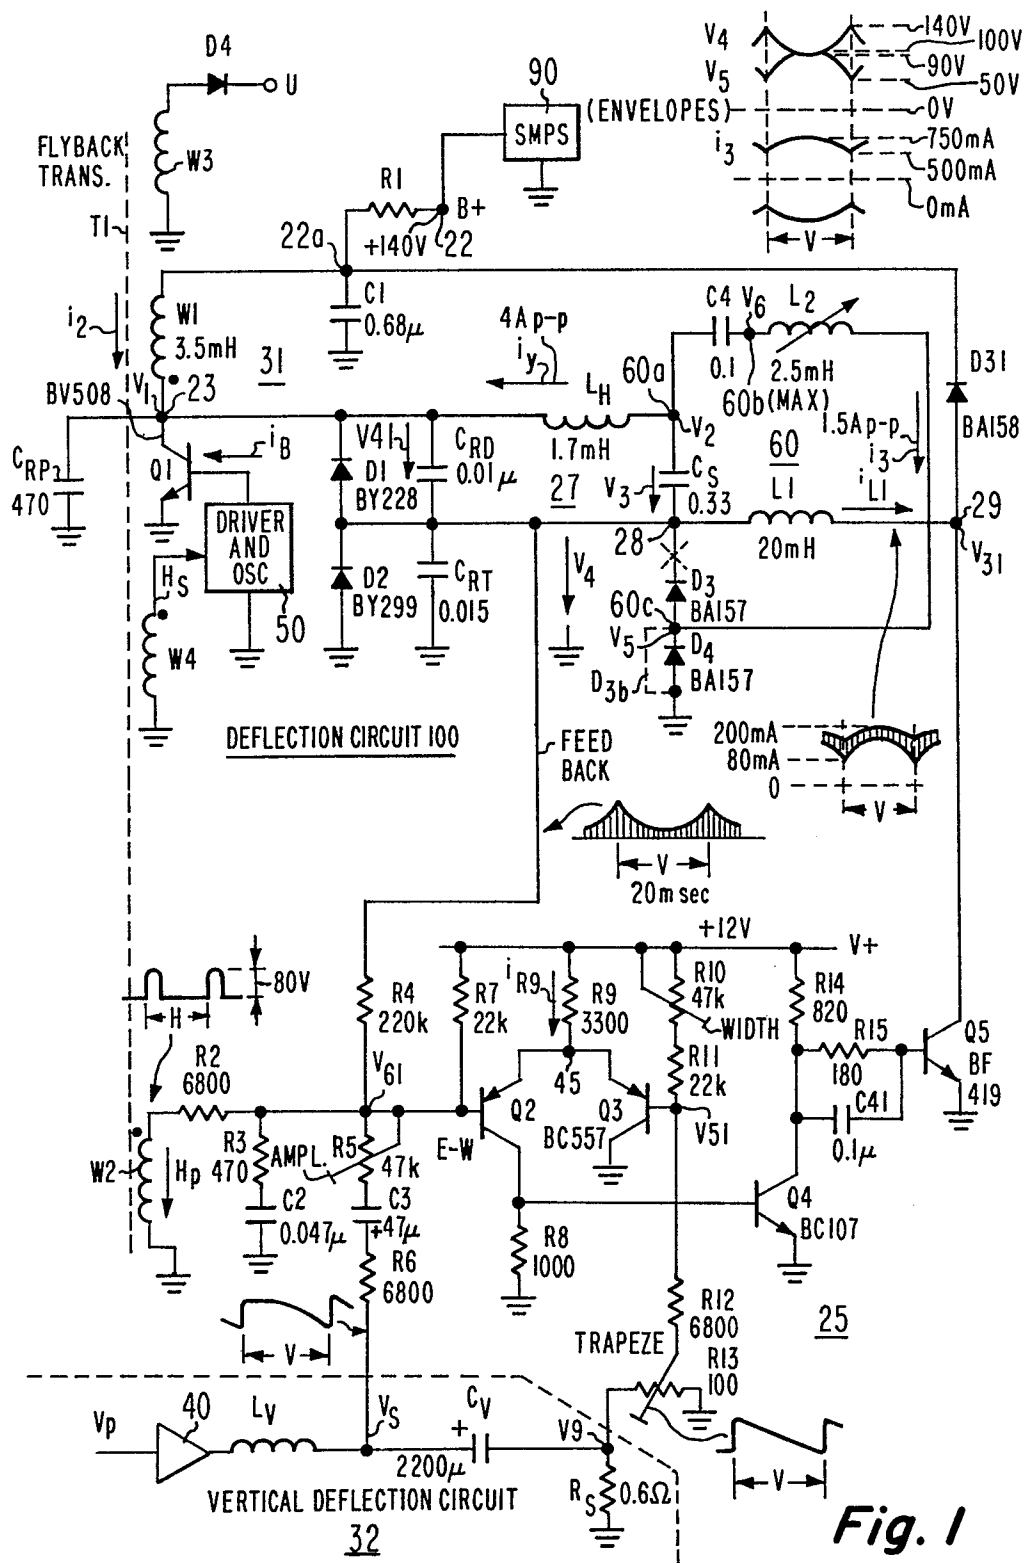 D4
U
W3
FLYBACK
TRANS.
T1
90
SMPS
(ENVELOPES)
V4
V5
i3
140V
100V
90V
50V
0V
750mA
500mA
0mA
V
R1
B+
+140V
22
22a
C1
0.68μ
i2
W1
3.5mH
31
V1
23
BV508
CRP
470
Q1
iB
DRIVER
AND
OSC
50
HS
W4
4A p-p
iy
LH
1.7mH
60a
V2
C4
0.1
V6
60b(MAX)
L2
2.5mH
D31
BA158
1.5A p-p
i3
V41
D1
BY228
CRD
0.01μ
27
V3
CS
0.33
60
L1
20mH
iL1
29
V31
28
D2
BY299
CRT
0.015
V4
D3
BA157
60c
V5
D4
BA157
D3b
DEFLECTION CIRCUIT 100
FEED
BACK
200mA
80mA
0
V
V
20m sec
+12V
V+
80V
H
R2
6800
R4
220k
R7
22k
iR9
R9
3300
R10
47k
WIDTH
R14
820
R15
180
Q5
BF
419
V61
45
R11
22k
C41
0.1μ
Q2
Q3
BC557
V51
E-W
W2
HP
R3
470
AMPL.
R5
47k
C2
0.047μ
C3
+47μ
R6
6800
R8
1000
Q4
BC107
R12
6800
25
V
TRAPEZE
R13
100
Vp
40
LV
VS
+
CV
2200μ
V9
RS
0.6Ω
V
VERTICAL DEFLECTION CIRCUIT
32
Fig. 1